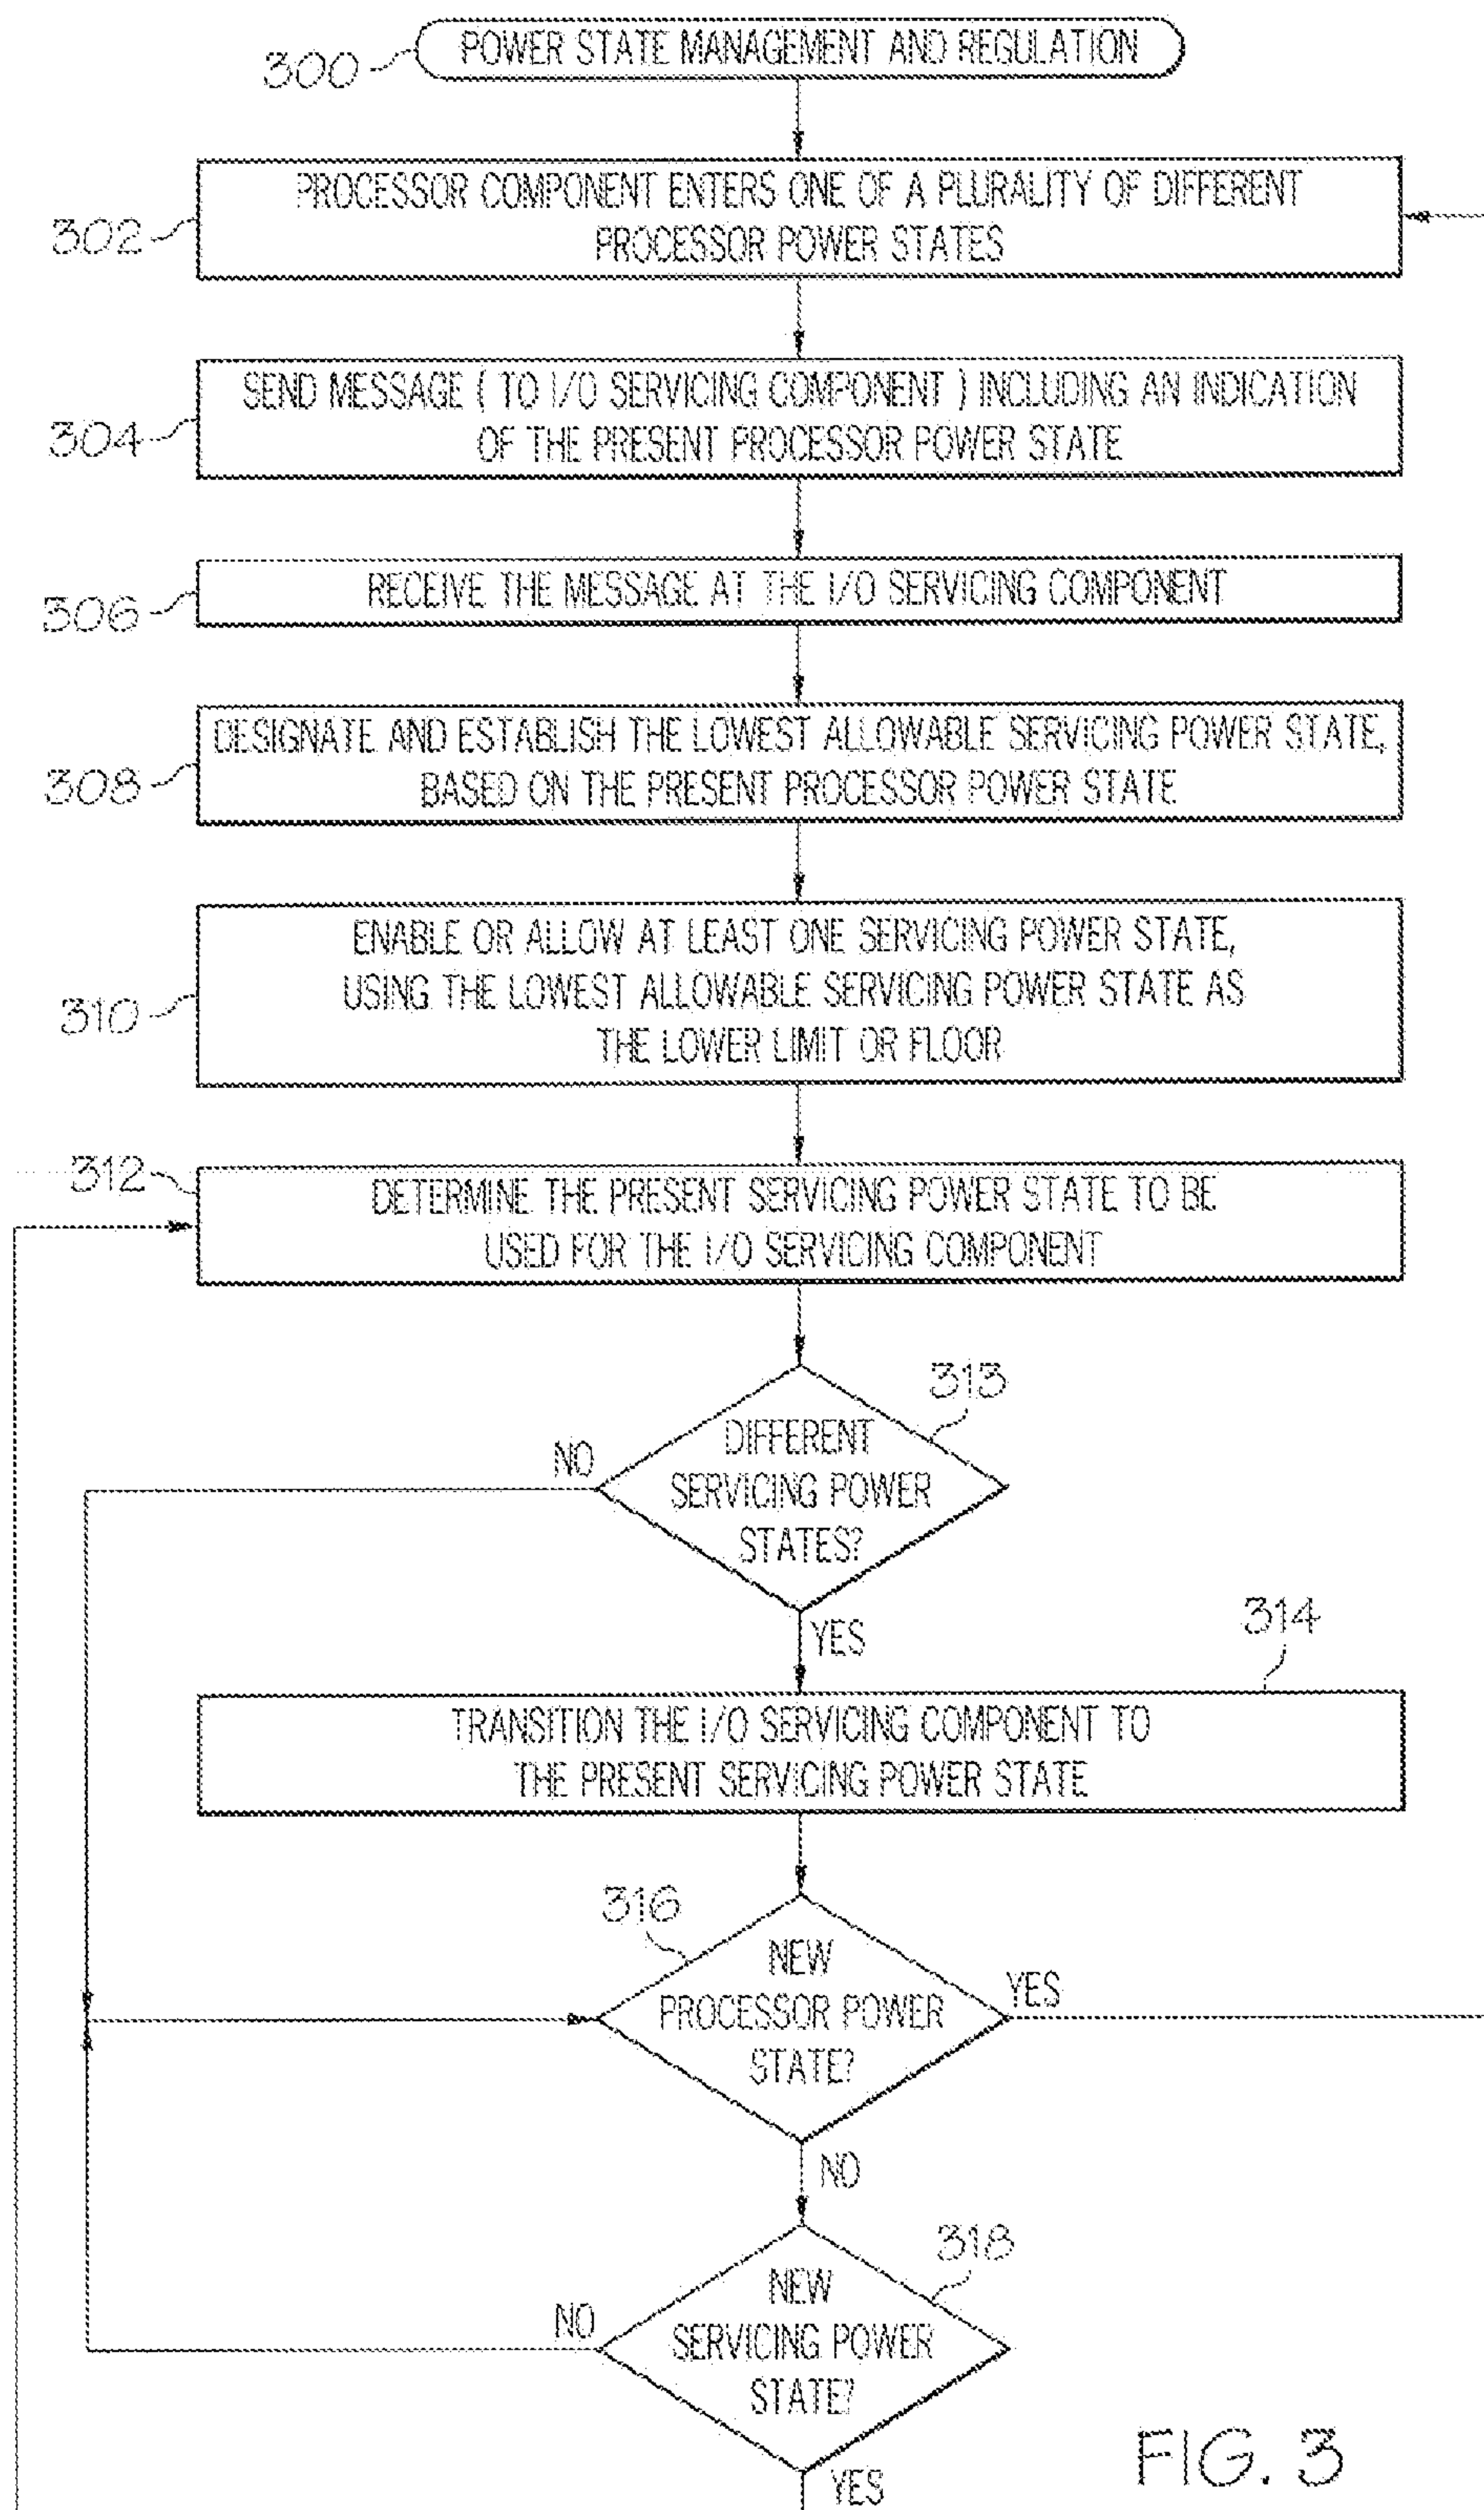 300
POWER STATE MANAGEMENT AND REGULATION
302
PROCESSOR COMPONENT ENTERS ONE OF A PLURALITY OF DIFFERENT
PROCESSOR POWER STATES
304
SEND MESSAGE ( TO I/O SERVICING COMPONENT ) INCLUDING AN INDICATION
OF THE PRESENT PROCESSOR POWER STATE
306
RECEIVE THE MESSAGE AT THE I/O SERVICING COMPONENT
308
DESIGNATE AND ESTABLISH THE LOWEST ALLOWABLE SERVICING POWER STATE,
BASED ON THE PRESENT PROCESSOR POWER STATE
310
ENABLE OR ALLOW AT LEAST ONE SERVICING POWER STATE,
USING THE LOWEST ALLOWABLE SERVICING POWER STATE AS
THE LOWER LIMIT OR FLOOR
312
DETERMINE THE PRESENT SERVICING POWER STATE TO BE
USED FOR THE I/O SERVICING COMPONENT
313
DIFFERENT
SERVICING POWER
STATES?
NO
YES
314
TRANSITION THE I/O SERVICING COMPONENT TO
THE PRESENT SERVICING POWER STATE
316
NEW
PROCESSOR POWER
STATE?
YES
NO
318
NEW
SERVICING POWER
STATE?
NO
YES
FIG. 3